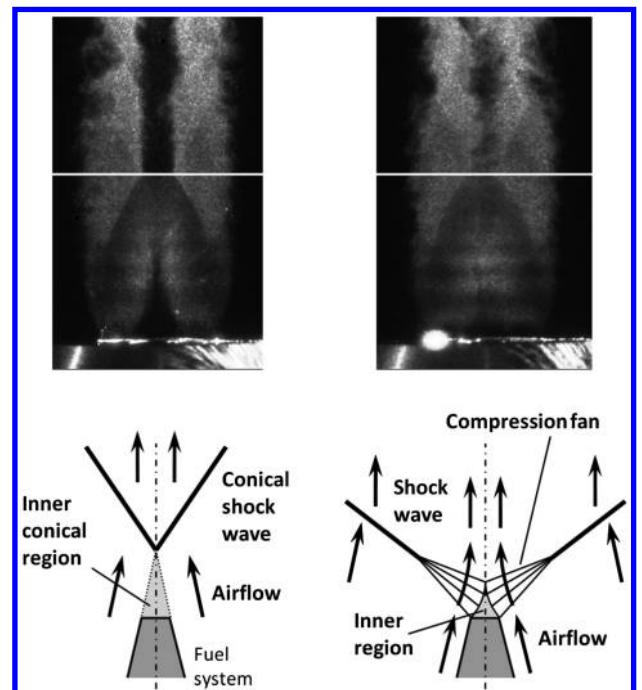 Inner
conical
region
Conical
shock
wave
Airflow
Fuel
system
Compression fan
Shock
wave
Inner
region
Airflow